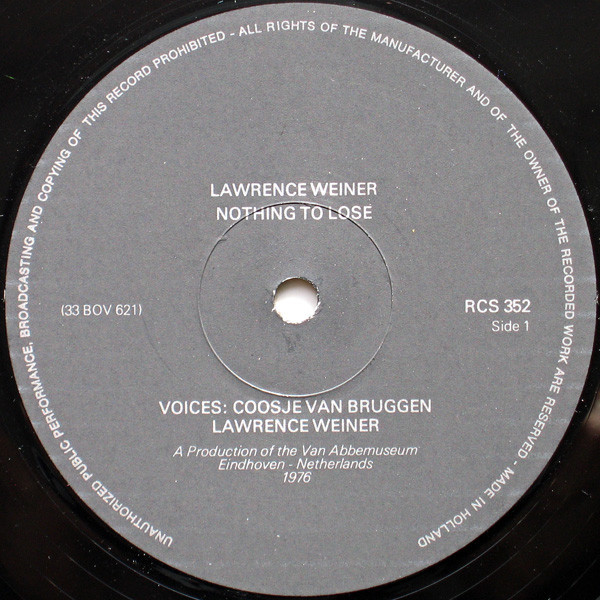 UNAUTHORIZED PUBLIC PERFORMANCE, BROADCASTING AND COPYING OF THIS RECORD PROHIBITED - ALL RIGHTS OF THE MANUFACTURER AND OF THE OWNER OF THE RECORDED WORK ARE RESERVED - MADE IN HOLLAND
LAWRENCE WEINER
NOTHING TO LOSE
(33 BOV 621)
RCS 352
Side 1
VOICES: COOSJE VAN BRUGGEN
LAWRENCE WEINER
A Production of the Van Abbemuseum
Eindhoven - Netherlands
1976